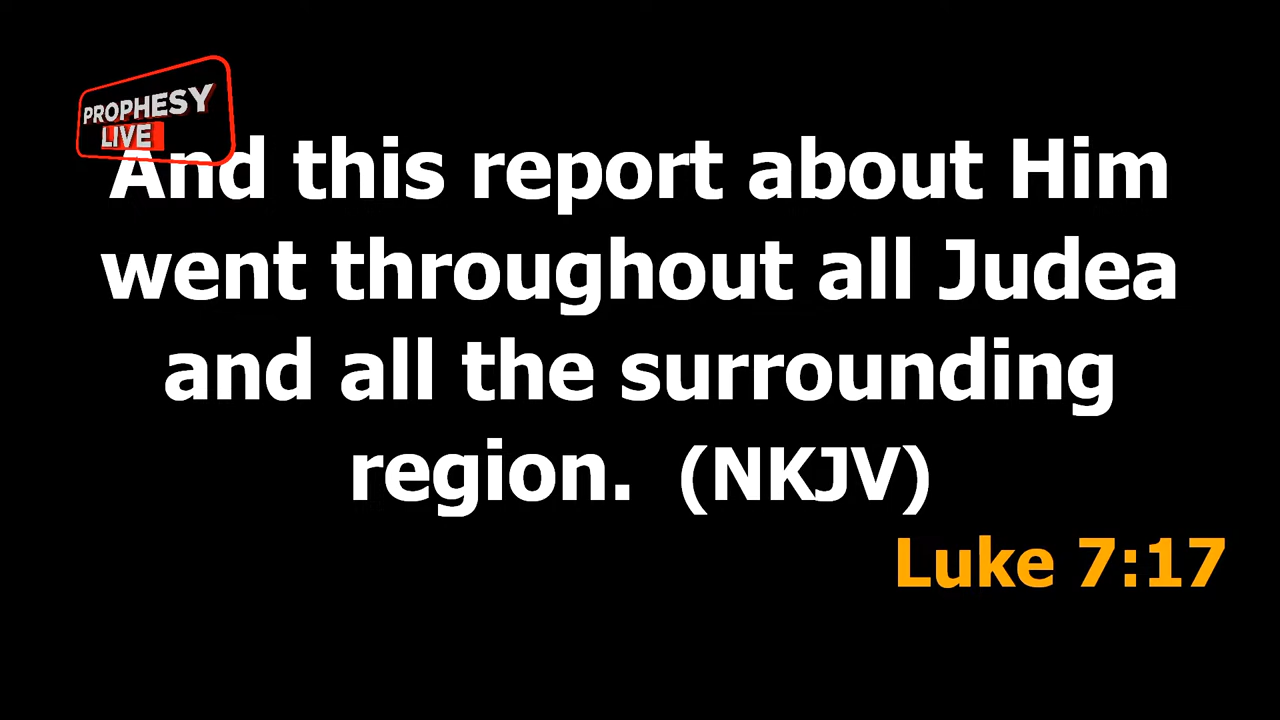 PROPHESY
LIVE
And this report about Him
went throughout all Judea
and all the surrounding
region.  (NKJV)
Luke 7:17